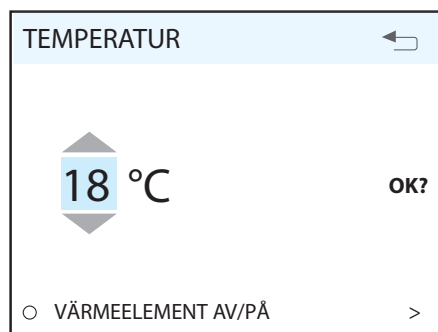 TEMPERATUR
18 °C
OK?
VÄRMEELEMENT AV/PÅ >